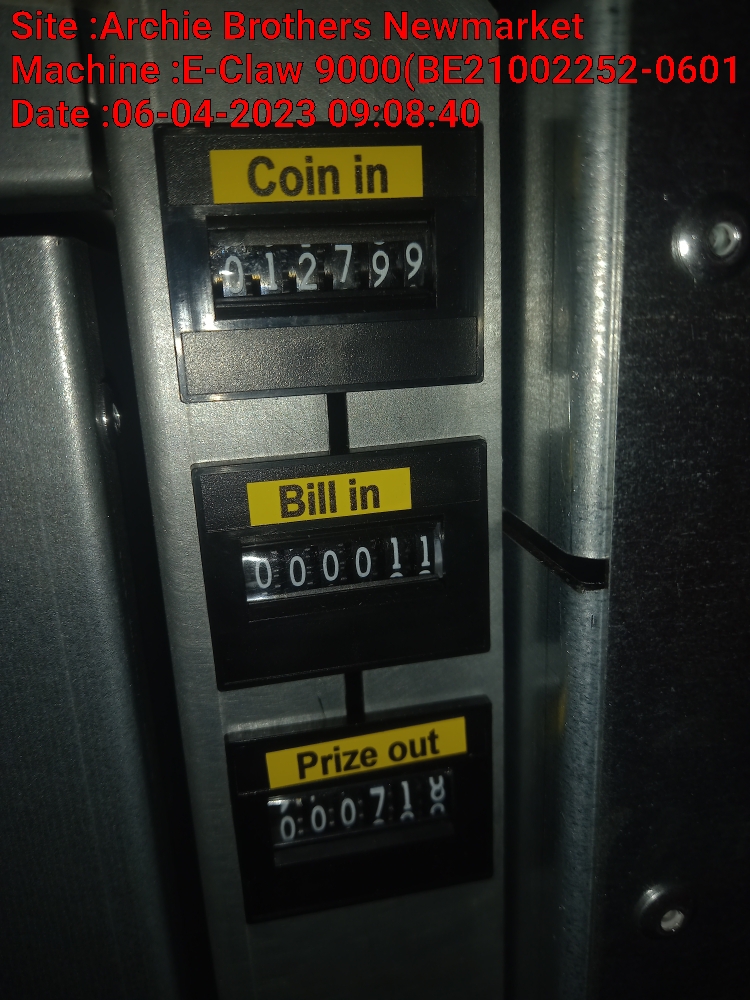 Site :Archie Brothers Newmarket
Machine :E-Claw 9000(BE21002252-0601
Date :06-04-2023 09:08:40
Coin in
012799
Bill in
000011
Prize out
000718